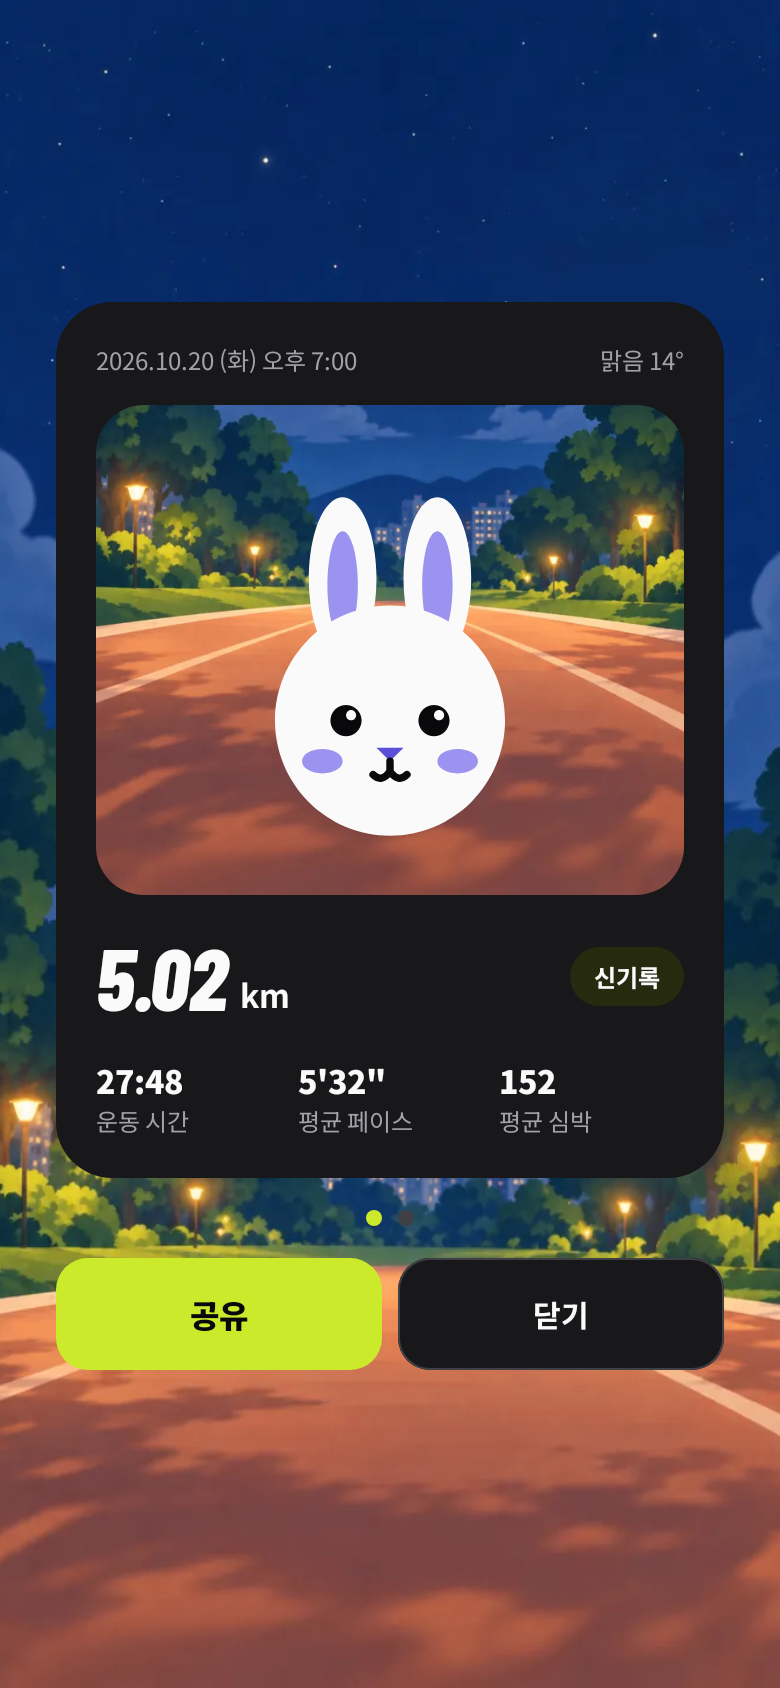 2026.10.20 (화) 오후 7:00 맑음 14°
5.02 km 신기록
27:48 5'32" 152
운동 시간 평균 페이스 평균 심박
공유 닫기